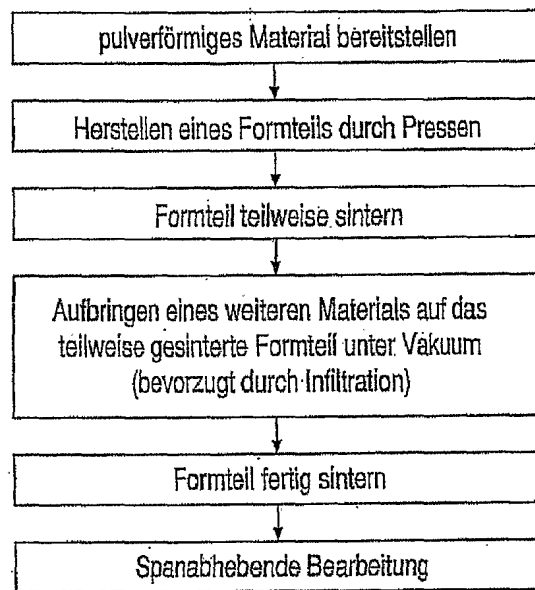 pulverförmiges Material bereitstellen
Herstellen eines Formteils durch Pressen
Formteil teilweise sintern
Aufbringen eines weiteren Materials auf das
teilweise gesinterte Formteil unter Vakuum
(bevorzugt durch Infiltration)
Formteil fertig sintern
Spanabhebende Bearbeitung